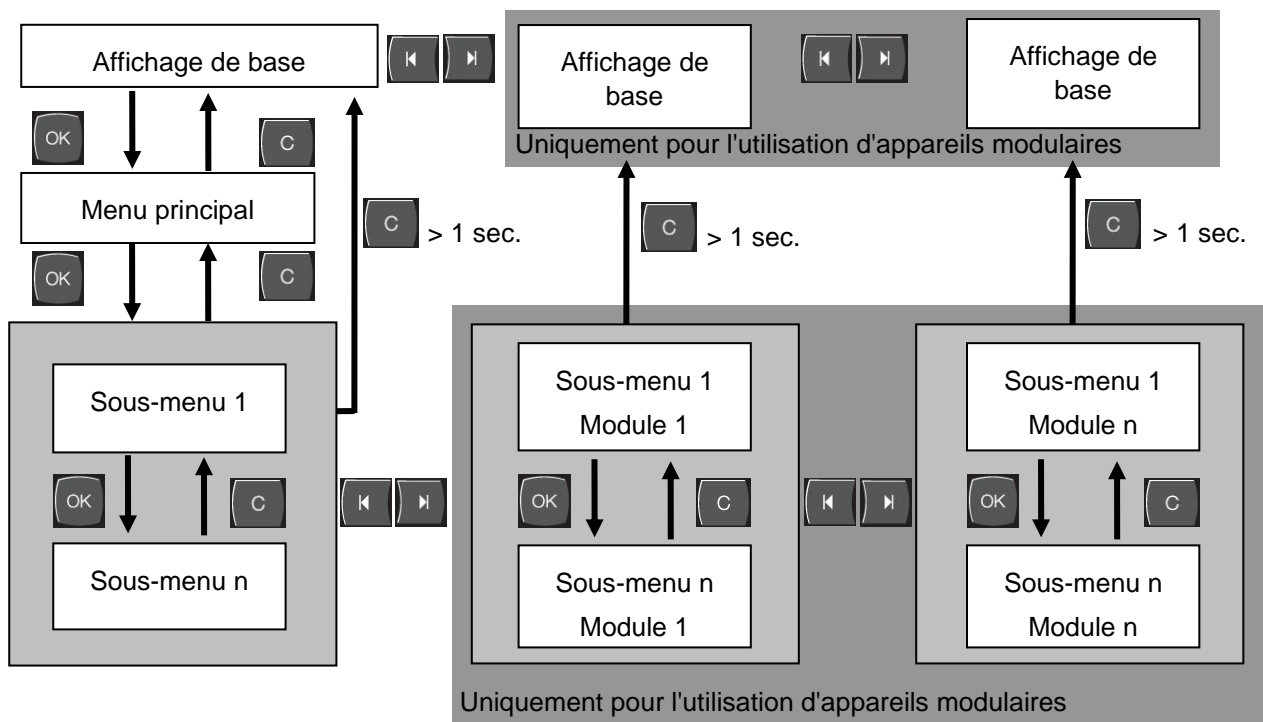 Affichage de base
Affichage de
base
Affichage de
base
Uniquement pour l'utilisation d'appareils modulaires
OK
C
Menu principal
OK
C
C > 1 sec.
C > 1 sec.
C > 1 sec.
Sous-menu 1
OK
C
Sous-menu n
Sous-menu 1
Module 1
OK
C
Sous-menu n
Module 1
Sous-menu 1
Module n
OK
C
Sous-menu n
Module n
Uniquement pour l'utilisation d'appareils modulaires